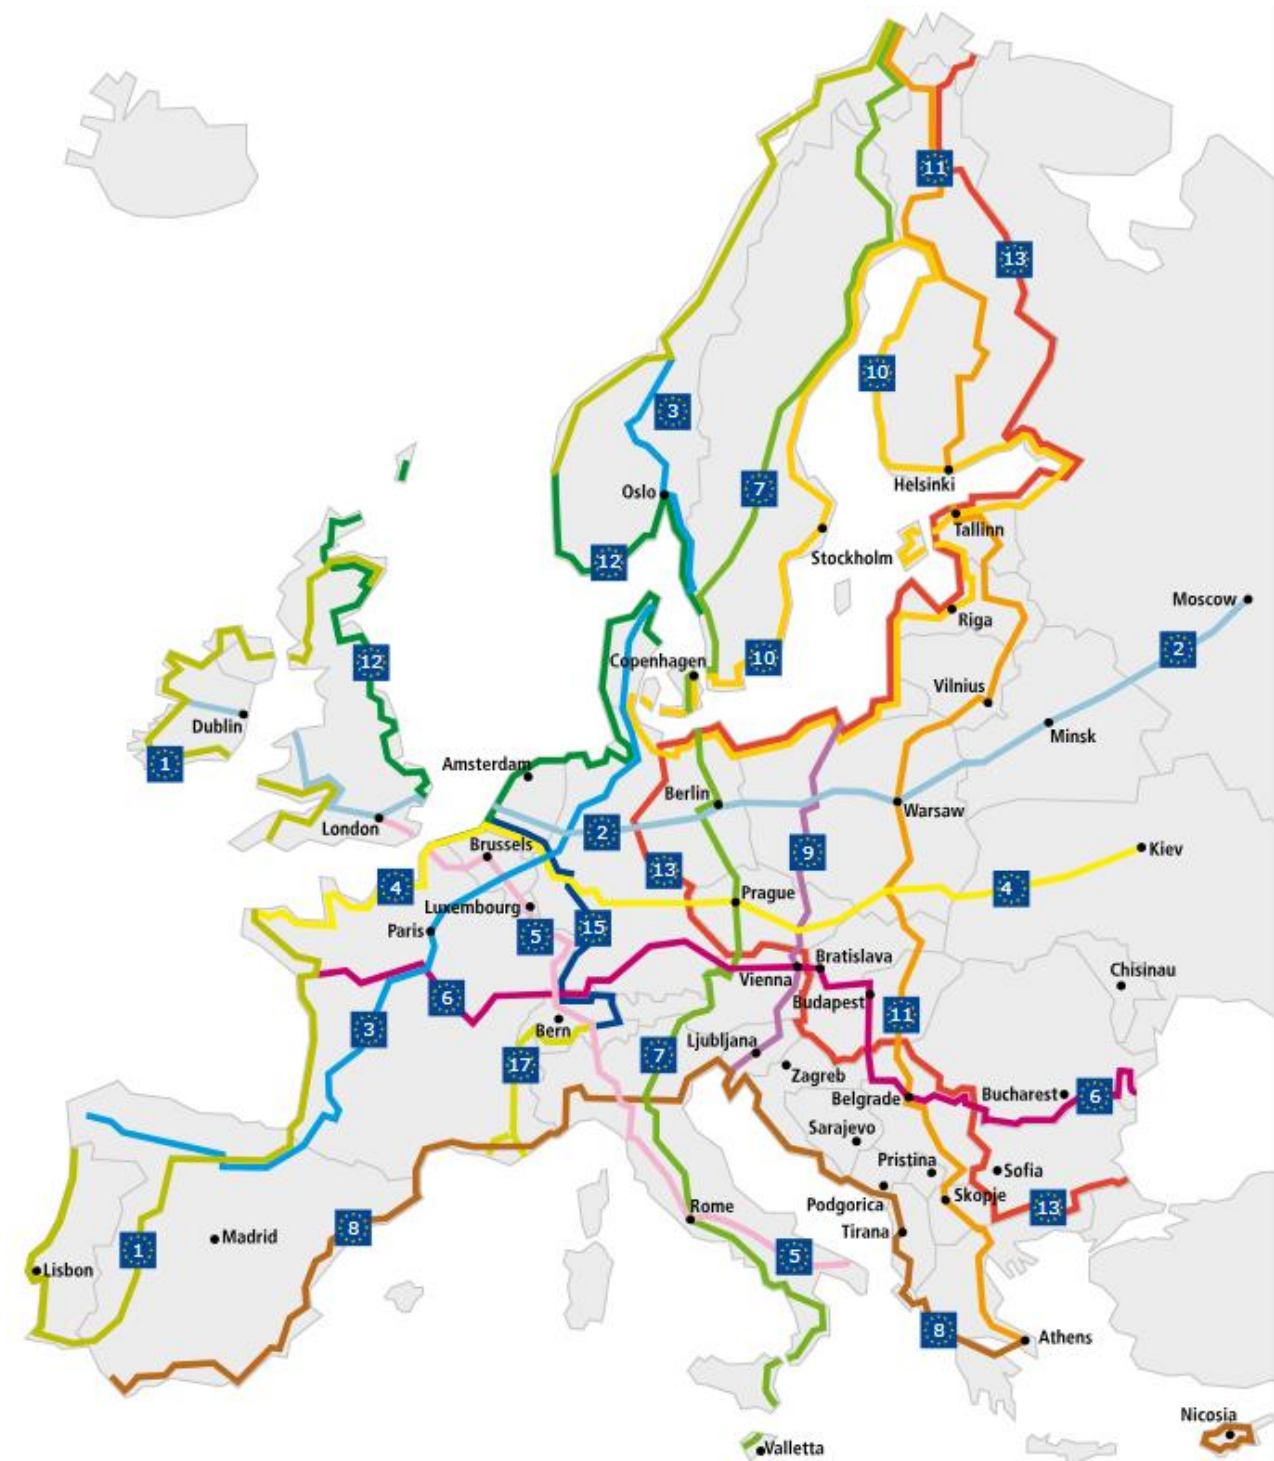 11
13
10
3
7
Oslo
Helsinki
Tallinn
Stockholm
12
Moscow
Riga
2
10
Copenhagen
12
Vilnius
Dublin
Minsk
1
Amsterdam
Berlin
Warsaw
London
2
Brussels
9
Kiev
13
4
4
Prague
Luxembourg
Paris
15
5
Bratislava
Vienna
Chisinau
6
Budapest
11
3
Bern
Ljubljana
7
17
Zagreb
Bucharest
6
Belgrade
Sarajevo
Pristina
Sofia
Skopje
Podgorica
Rome
13
Tirana
8
Madrid
1
5
Lisbon
8
Athens
Nicosia
Valletta